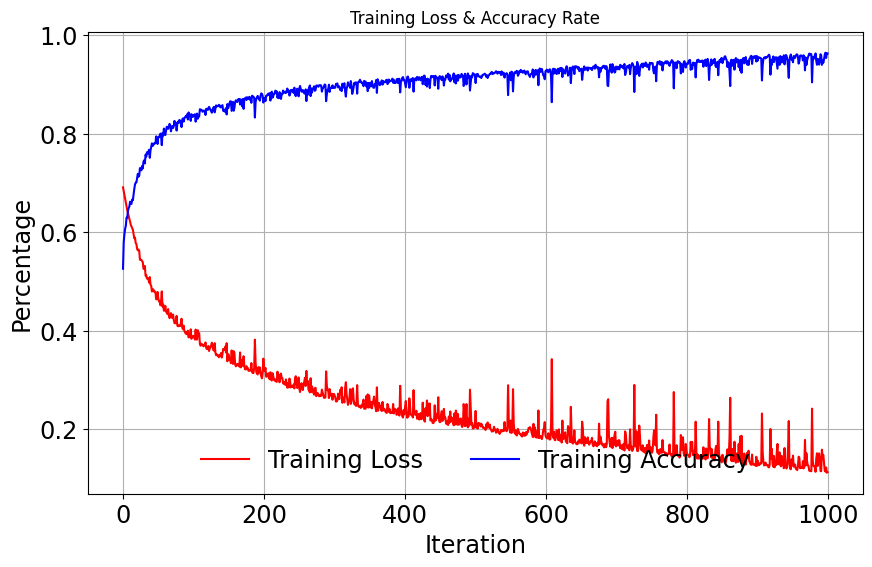 Training Loss & Accuracy Rate
1.0
0.8
0.6
0.4
0.2
Percentage
Training Loss Training Accuracy
0 200 400 600 800 1000
Iteration